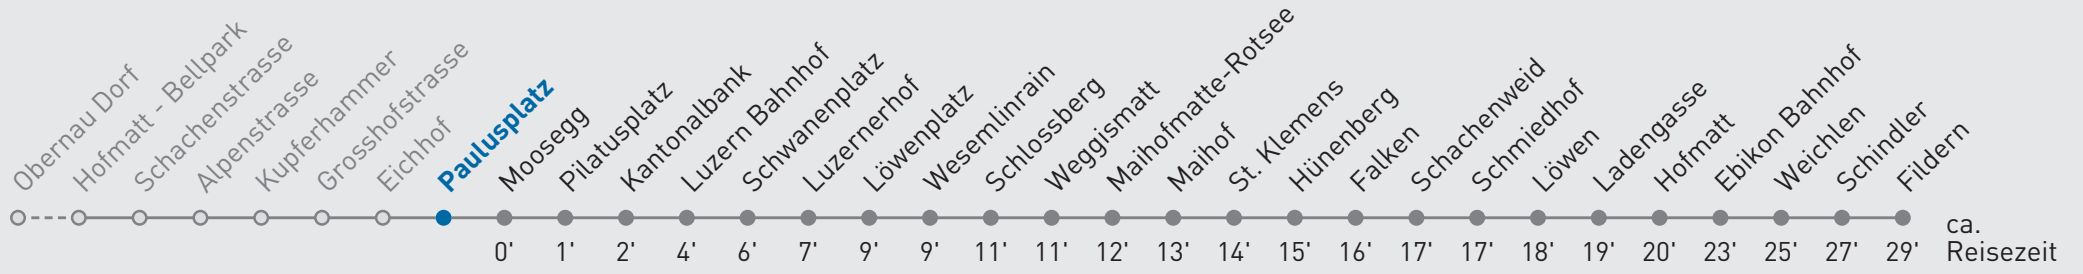 Obernau Dorf
Hofmatt - Bellpark
Schachenstrasse
Alpenstrasse
Kupferhammer
Grosshofstrasse
Eichhof
Paulusplatz
Moosegg
Pilatusplatz
Kantonalbank
Luzern Bahnhof
Schwanenplatz
Luzernerhof
Löwenplatz
Wesemlinrain
Schlossberg
Weggismatt
Maihofmatte-Rotsee
Maihof
St. Klemens
Hünenberg
Falken
Schachenweid
Schmiedhof
Löwen
Ladengasse
Hofmatt
Ebikon Bahnhof
Weichlen
Schindler
Fildern
0' 1' 2' 4' 6' 7' 9' 9' 11' 11' 12' 13' 14' 15' 16' 17' 17' 18' 19' 20' 23' 25' 27' 29'
ca.
Reisezeit